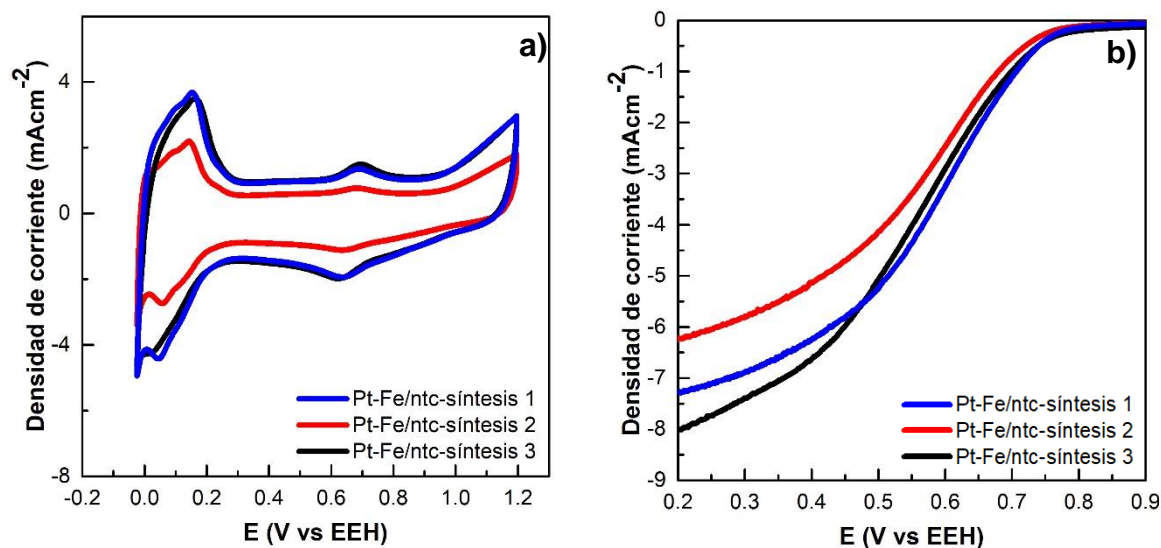 a)
Densidad de corriente (mAcm-2)
4
0
-4
-8
-0.2 0.0 0.2 0.4 0.6 0.8 1.0 1.2
E (V vs EEH)
Pt-Fe/ntc-síntesis 1
Pt-Fe/ntc-síntesis 2
Pt-Fe/ntc-síntesis 3
b)
Densidad de corriente (mAcm-2)
0
-1
-2
-3
-4
-5
-6
-7
-8
-9
0.2 0.3 0.4 0.5 0.6 0.7 0.8 0.9
E (V vs EEH)
Pt-Fe/ntc-síntesis 1
Pt-Fe/ntc-síntesis 2
Pt-Fe/ntc-síntesis 3